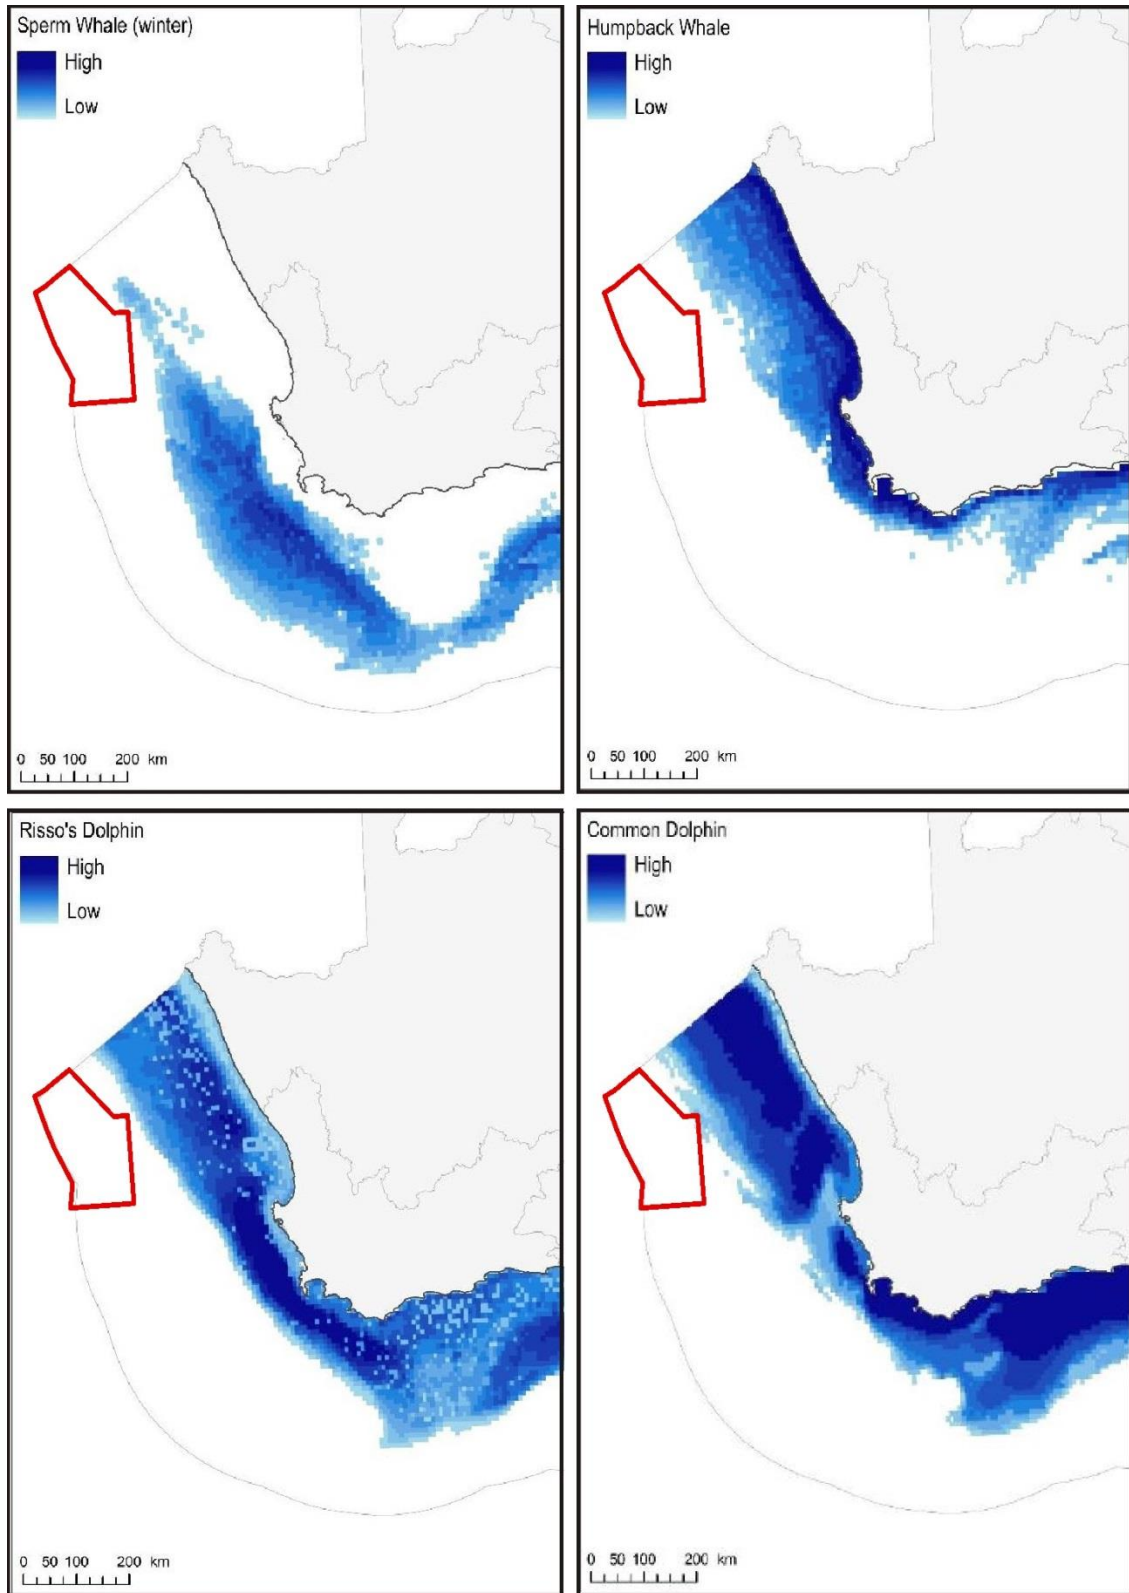 Sperm Whale (winter)
High
Low
0 50 100 200 km
Humpback Whale
High
Low
0 50 100 200 km
Risso's Dolphin
High
Low
0 50 100 200 km
Common Dolphin
High
Low
0 50 100 200 km